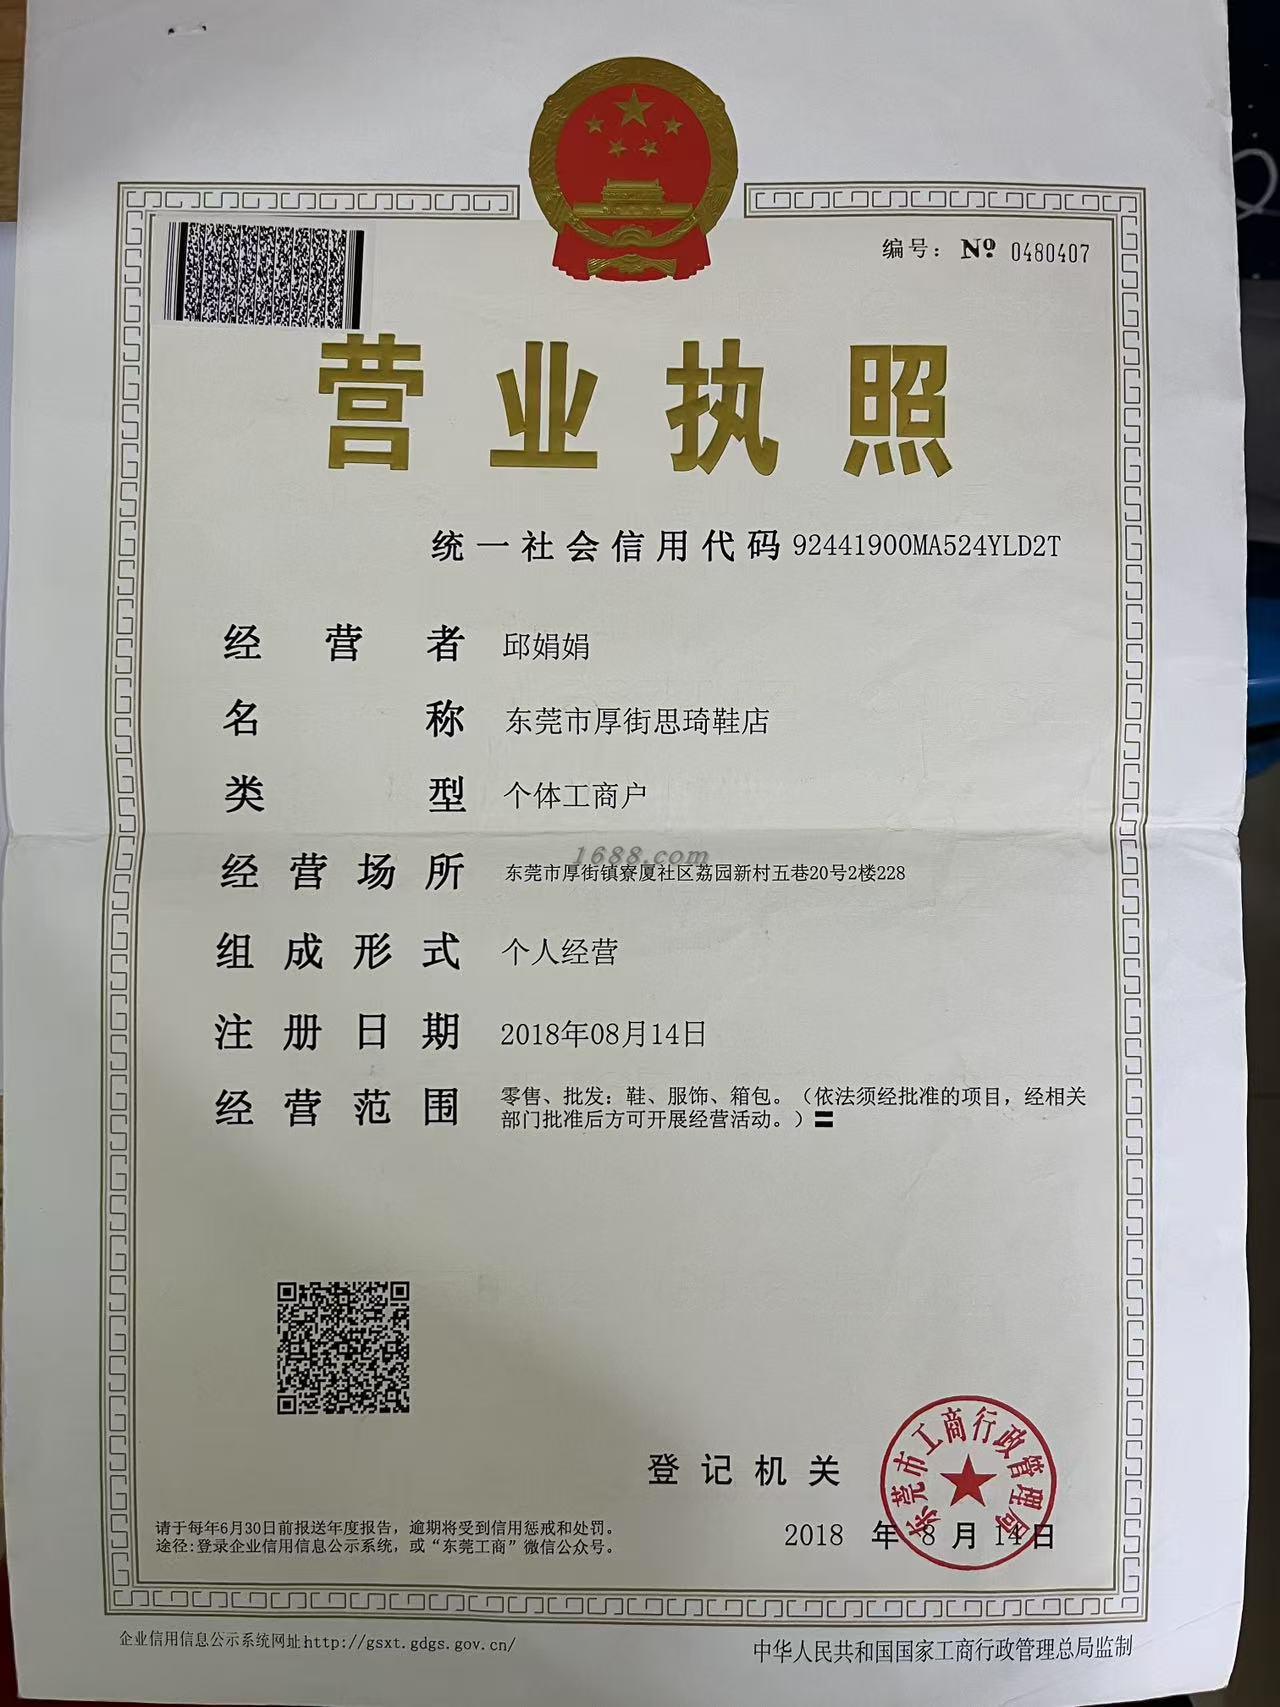 编号： № 0480407
营业执照
统一社会信用代码 92441900MA524YLD2T
经营者 邱娟娟
名称 东莞市厚街思琦鞋店
类型 个体工商户
1688.com
经营场所 东莞市厚街镇寮厦社区荔园新村五巷20号2楼228
组成形式 个人经营
注册日期 2018年08月14日
经营范围 零售、批发：鞋、服饰、箱包。（依法须经批准的项目，经相关
部门批准后方可开展经营活动。）〓
登记机关
东莞市工商行政管理局
2018 年 8 月 14 日
请于每年6月30日前报送年度报告，逾期将受到信用惩戒和处罚。
途径：登录企业信用信息公示系统，或“东莞工商”微信公众号。
企业信用信息公示系统网址http://gsxt.gdgs.gov.cn/
中华人民共和国国家工商行政管理总局监制